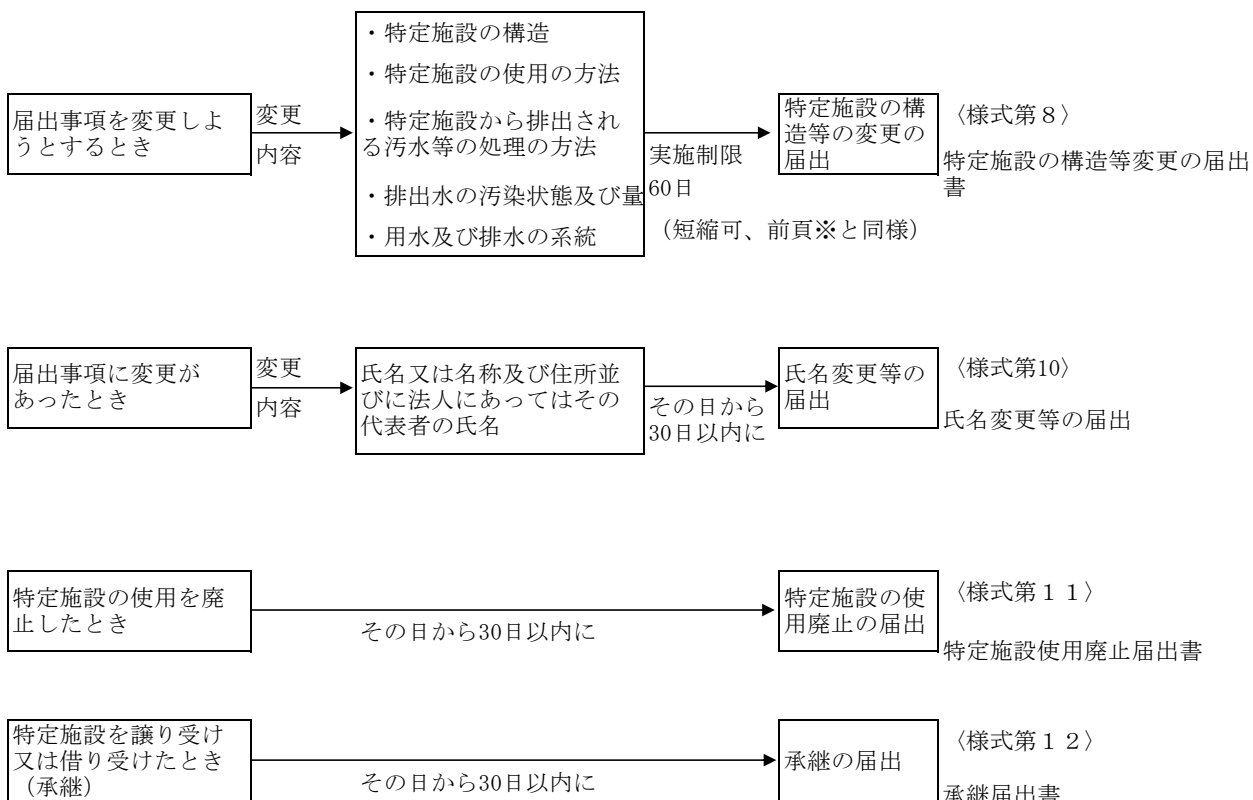 届出事項を変更しよ
うとするとき
変更
内容
・特定施設の構造
・特定施設の使用の方法
・特定施設から排出され
る汚水等の処理の方法
・排出水の汚染状態及び量
・用水及び排水の系統
実施制限
60日
（短縮可、前頁※と同様）
特定施設の構
造等の変更の
届出
〈様式第８〉
特定施設の構造等変更の届出
書
届出事項に変更が
あったとき
変更
内容
氏名又は名称及び住所並
びに法人にあってはその
代表者の氏名
その日から
30日以内に
氏名変更等の
届出
〈様式第10〉
氏名変更等の届出
特定施設の使用を廃
止したとき
その日から30日以内に
特定施設の使
用廃止の届出
〈様式第１１〉
特定施設使用廃止届出書
特定施設を譲り受け
又は借り受けたとき
（承継）
その日から30日以内に
承継の届出
〈様式第１２〉
承継届出書